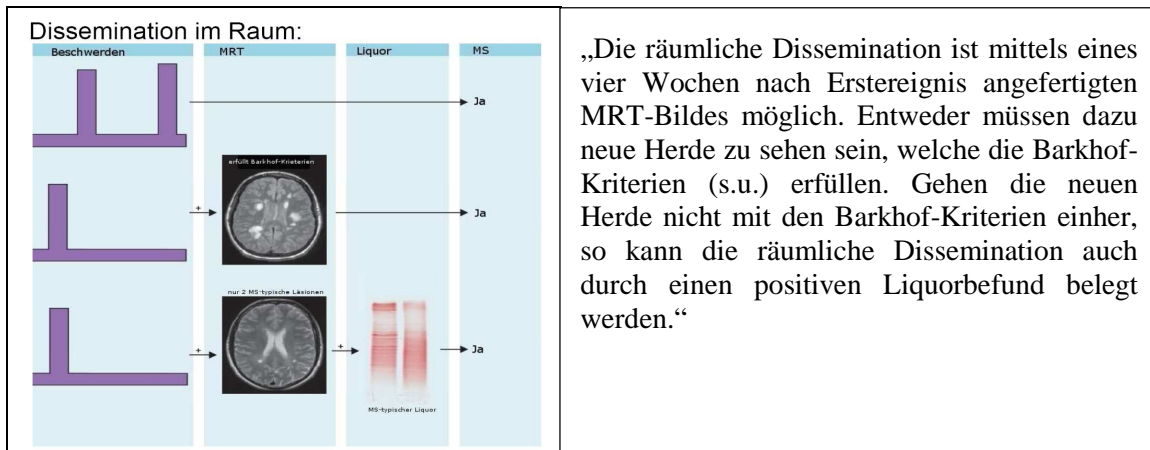 Dissemination im Raum:
Beschwerden MRT Liquor MS
Ja
erfüllt Barkhof-Krieterien
+
Ja
nur 2 MS-typische Läsionen
+ +
Ja
MS-typischer Liquor
„Die räumliche Dissemination ist mittels eines
vier Wochen nach Erstereignis angefertigten
MRT-Bildes möglich. Entweder müssen dazu
neue Herde zu sehen sein, welche die Barkhof-
Kriterien (s.u.) erfüllen. Gehen die neuen
Herde nicht mit den Barkhof-Kriterien einher,
so kann die räumliche Dissemination auch
durch einen positiven Liquorbefund belegt
werden.“